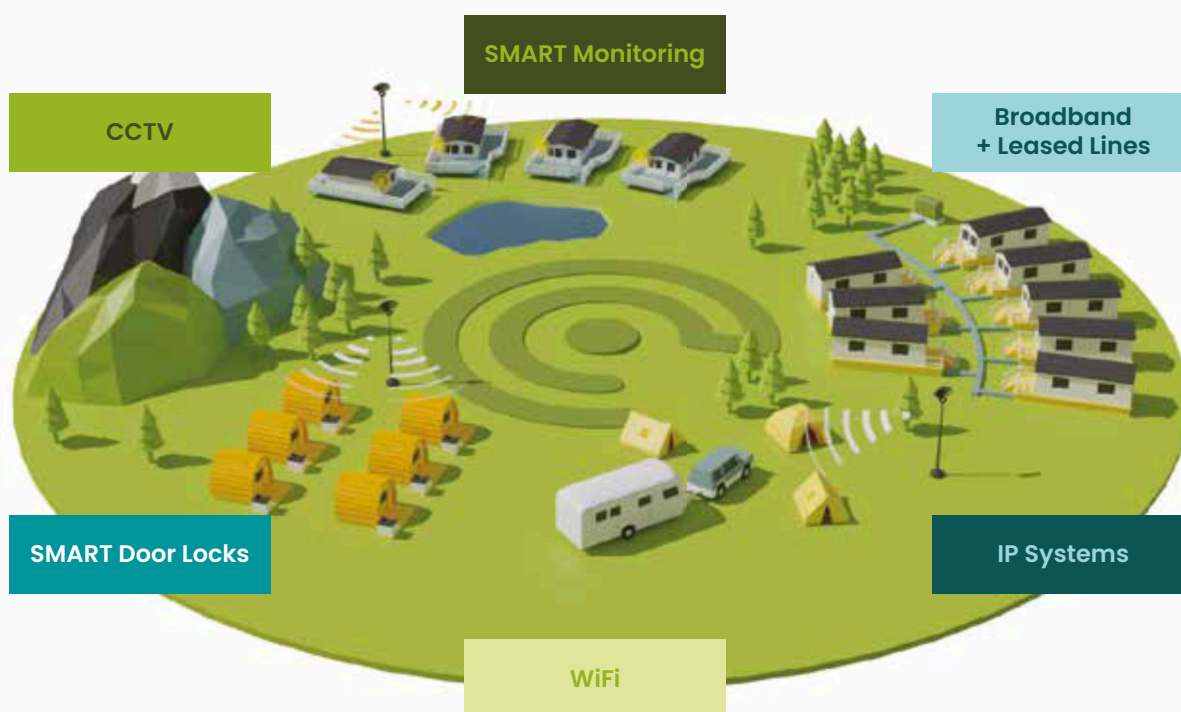 SMART Monitoring
CCTV
Broadband
+ Leased Lines
SMART Door Locks
IP Systems
WiFi